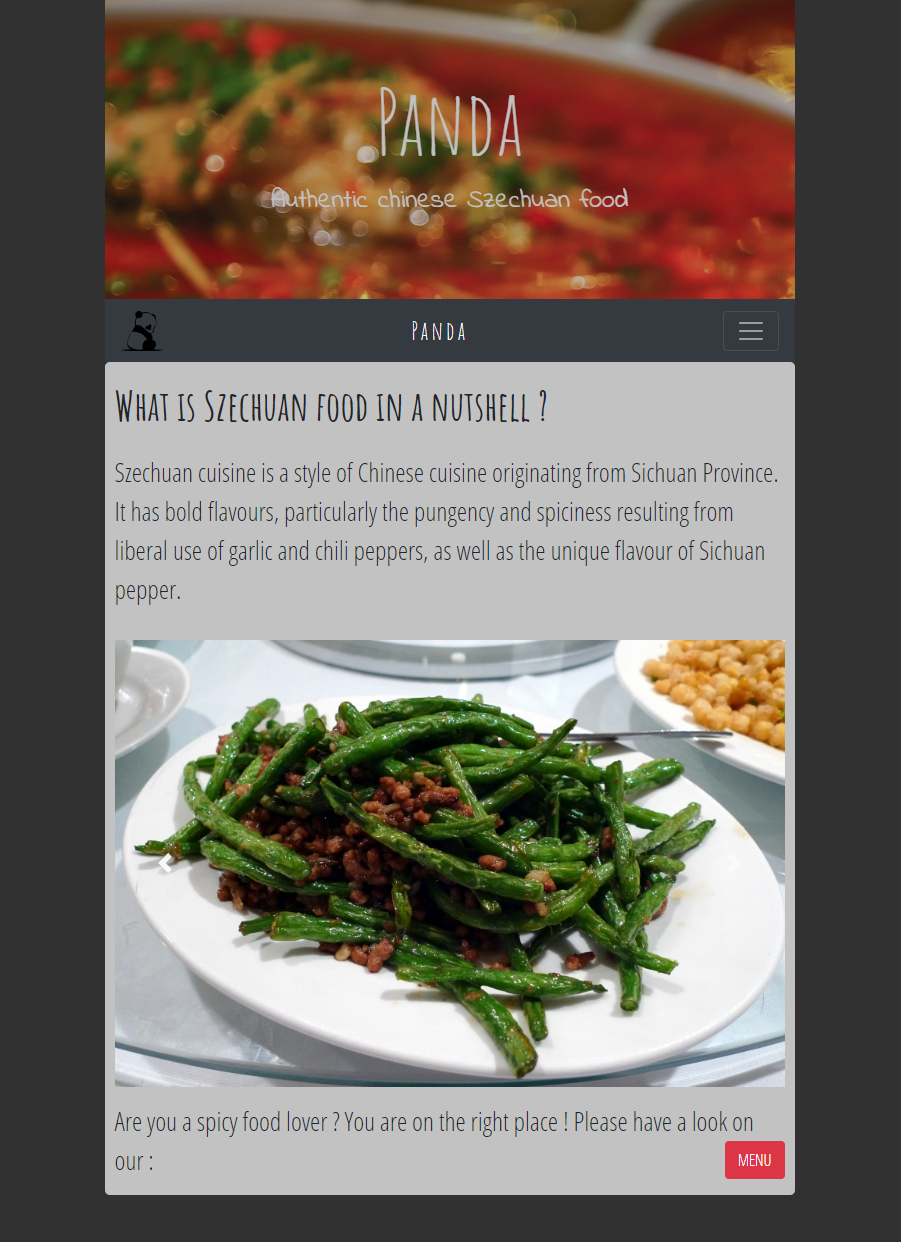 Panda
Authentic chinese Szechuan food
Panda
What is Szechuan food in a nutshell ?
Szechuan cuisine is a style of Chinese cuisine originating from Sichuan Province.
It has bold flavours, particularly the pungency and spiciness resulting from
liberal use of garlic and chili peppers, as well as the unique flavour of Sichuan
pepper.
Are you a spicy food lover ? You are on the right place ! Please have a look on
our :
MENU